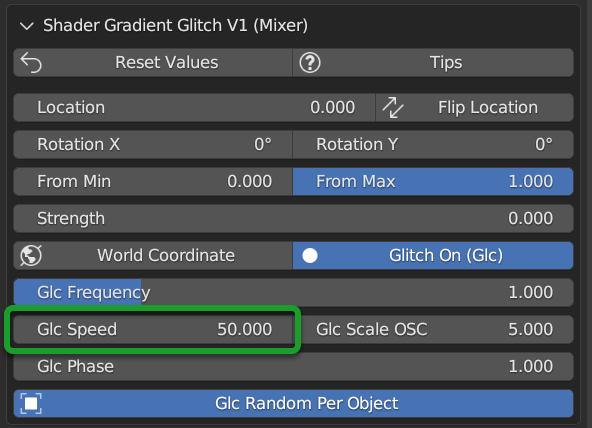 Shader Gradient Glitch V1 (Mixer)
Reset Values Tips
Location 0.000 Flip Location
Rotation X 0° Rotation Y 0°
From Min 0.000 From Max 1.000
Strength 0.000
World Coordinate Glitch On (Glc)
Glc Frequency 1.000
Glc Speed 50.000 Glc Scale OSC 5.000
Glc Phase 1.000
Glc Random Per Object